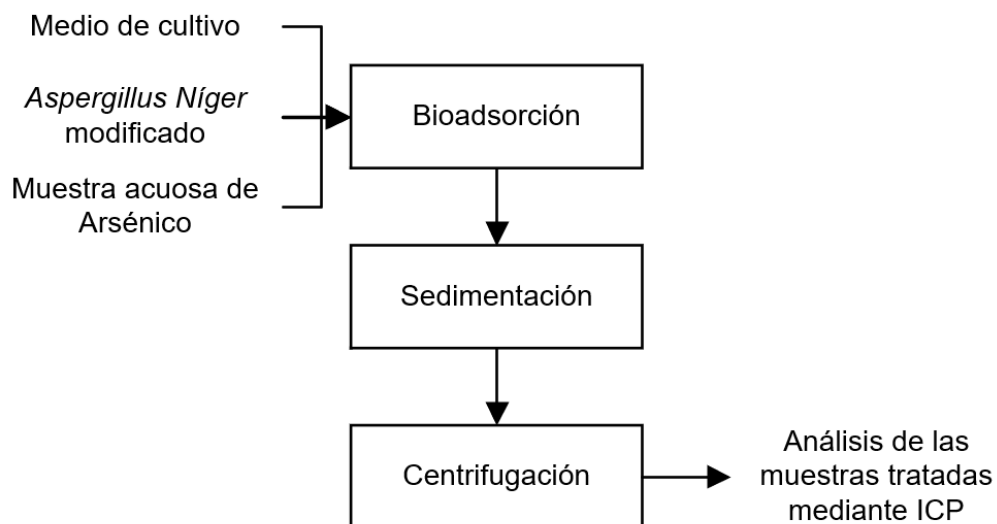 Medio de cultivo
Aspergillus Níger
modificado
Muestra acuosa de
Arsénico
Bioadsorción
Sedimentación
Centrifugación
Análisis de las
muestras tratadas
mediante ICP